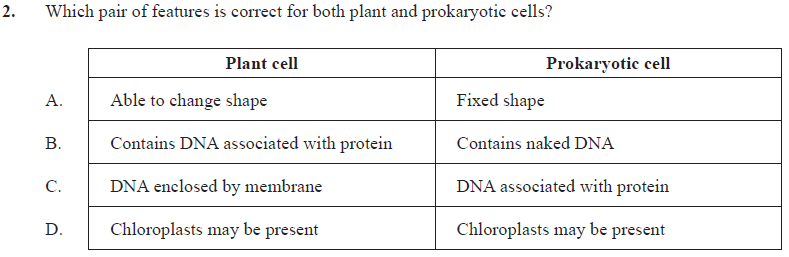 2. Which pair of features is correct for both plant and prokaryotic cells?
Plant cell Prokaryotic cell
A. Able to change shape Fixed shape
B. Contains DNA associated with protein Contains naked DNA
C. DNA enclosed by membrane DNA associated with protein
D. Chloroplasts may be present Chloroplasts may be present